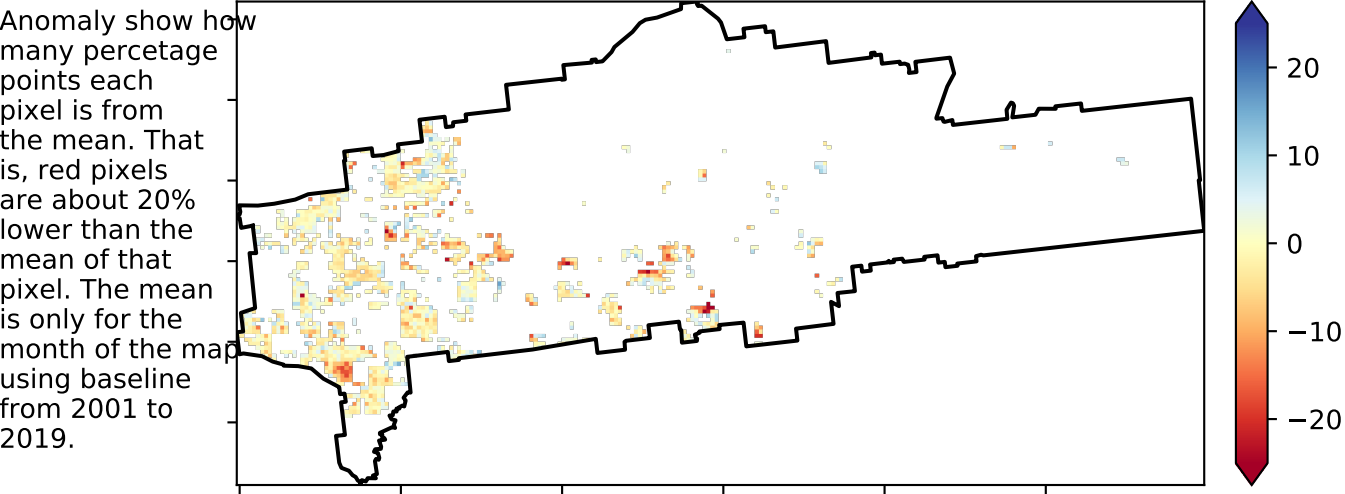 Anomaly show how
many percetage
points each
pixel is from
the mean. That
is, red pixels
are about 20%
lower than the
mean of that
pixel. The mean
is only for the
month of the map
using baseline
from 2001 to
2019.
20
10
0
−10
−20